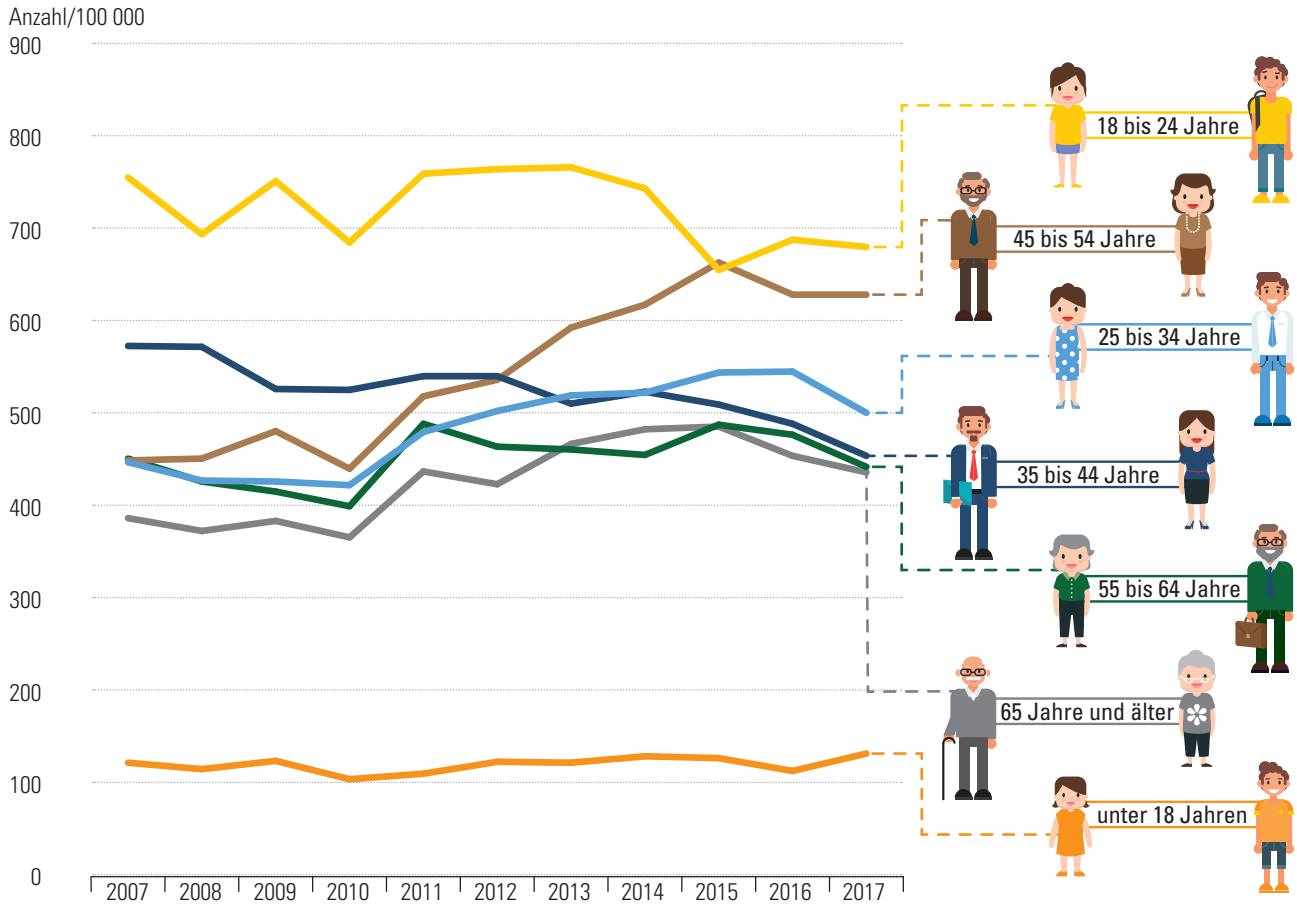 Anzahl/100 000
900
800
700
600
500
400
300
200
100
0
2007 2008 2009 2010 2011 2012 2013 2014 2015 2016 2017
18 bis 24 Jahre
45 bis 54 Jahre
25 bis 34 Jahre
35 bis 44 Jahre
55 bis 64 Jahre
65 Jahre und älter
unter 18 Jahren